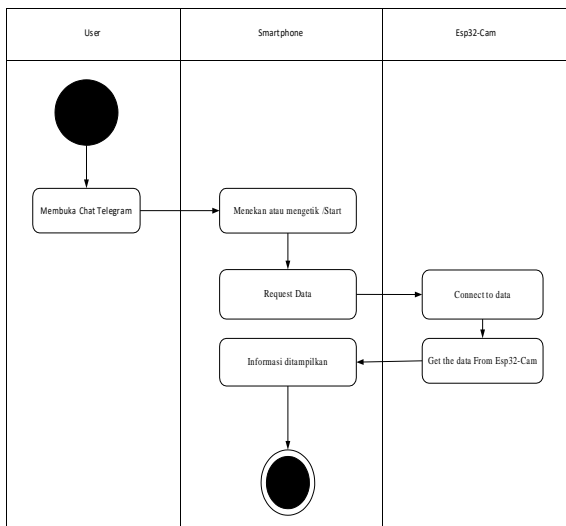 User
Smartphone
Esp32-Cam
Membuka Chat Telegram
Menekan atau mengetik /Start
Request Data
Connect to data
Informasi ditampilkan
Get the data From Esp32-Cam